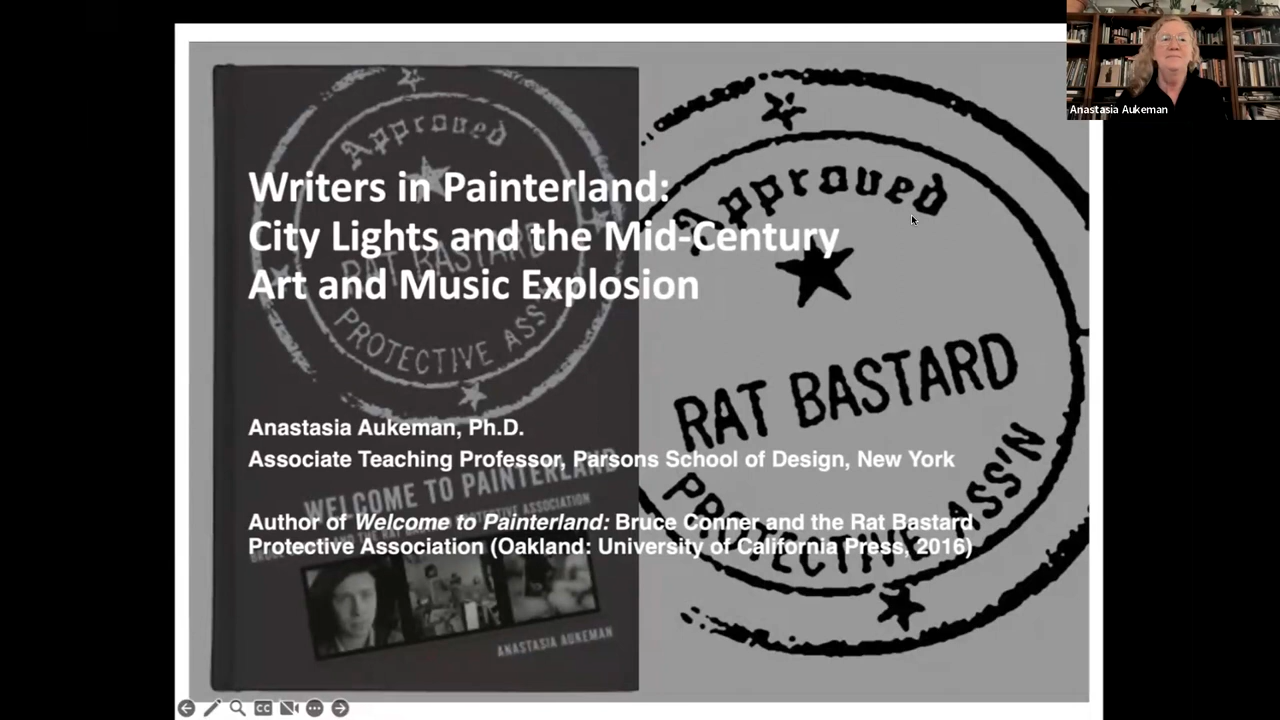 Anastasia Aukeman
Approved
RAT BASTARD
PROTECTIVE ASS'N
Writers in Painterland:
City Lights and the Mid-Century
Art and Music Explosion
Approved
RAT BASTARD
PROTECTIVE ASS'N
Anastasia Aukeman, Ph.D.
Associate Teaching Professor, Parsons School of Design, New York
WELCOME TO PAINTERLAND
Author of Welcome to Painterland: Bruce Conner and the Rat Bastard
Protective Association (Oakland: University of California Press, 2016)
ANASTASIA AUKEMAN
CC